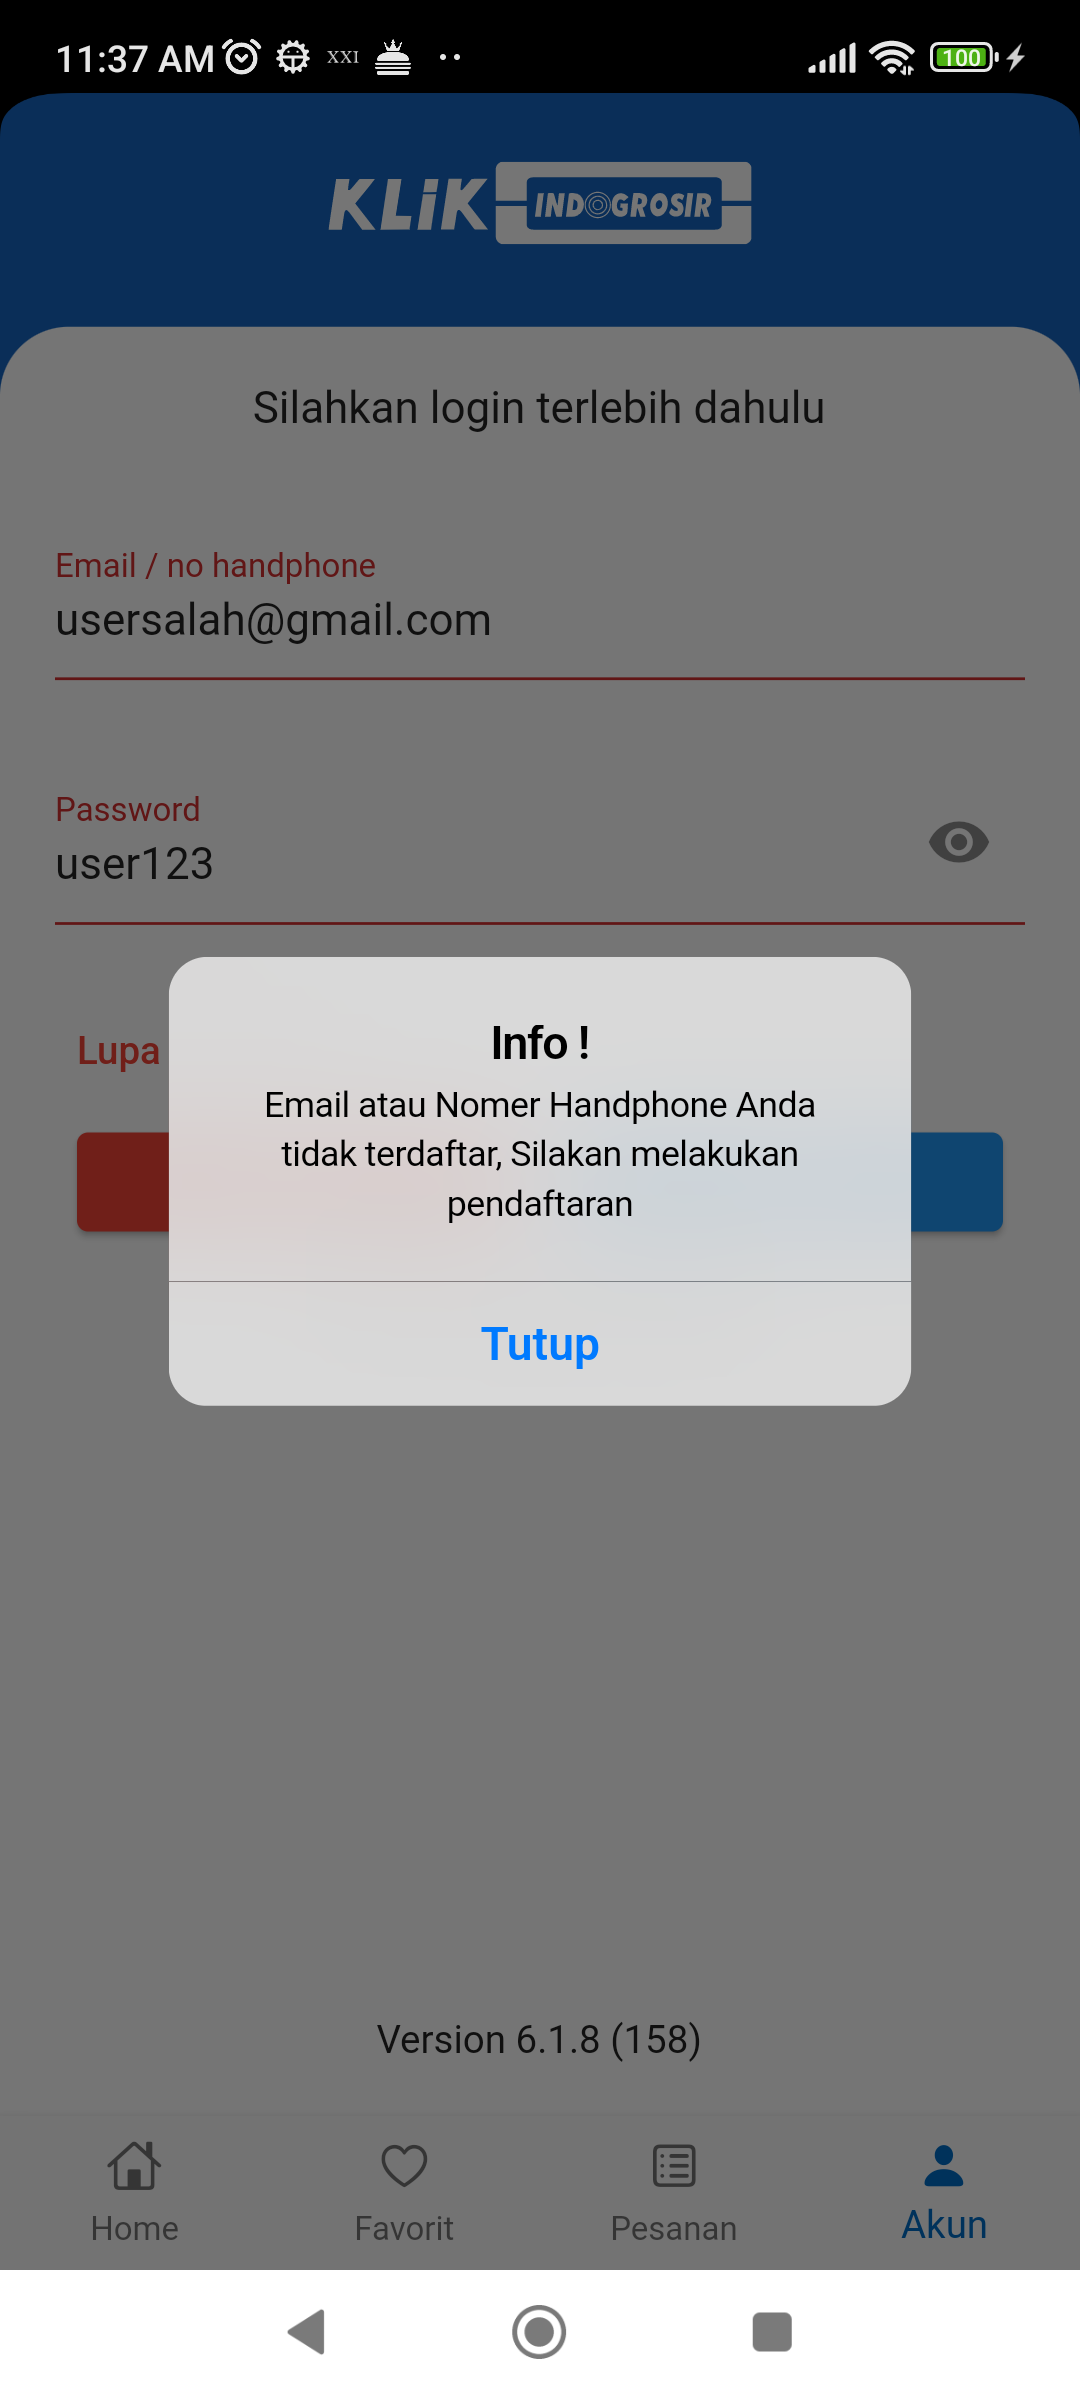 11:37 AM XXI 100
KLiK INDOGROSIR
Silahkan login terlebih dahulu
Email / no handphone
usersalah@gmail.com
Password
user123
Lupa
Info !
Email atau Nomer Handphone Anda
tidak terdaftar, Silakan melakukan
pendaftaran
Tutup
Version 6.1.8 (158)
Home Favorit Pesanan Akun